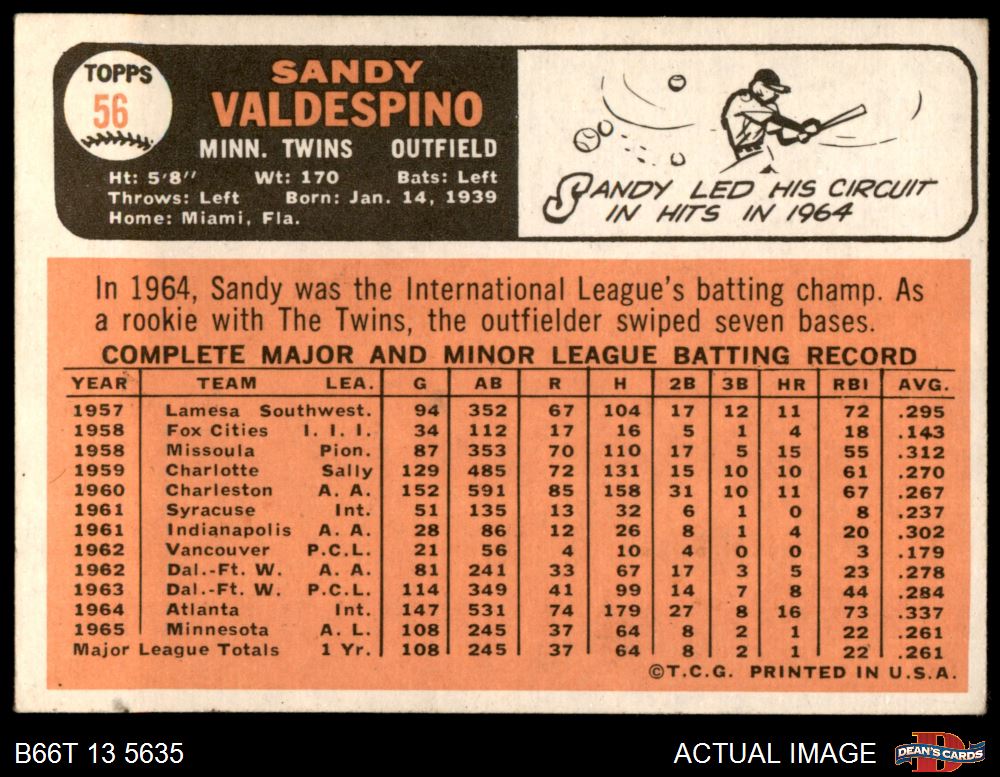 TOPPS
56
SANDY
VALDESPINO
MINN. TWINS OUTFIELD
Ht: 5'8" Wt: 170 Bats: Left
Throws: Left Born: Jan. 14, 1939
Home: Miami, Fla.
SANDY LED HIS CIRCUIT
IN HITS IN 1964
In 1964, Sandy was the International League's batting champ. As
a rookie with The Twins, the outfielder swiped seven bases.
COMPLETE MAJOR AND MINOR LEAGUE BATTING RECORD
YEAR TEAM LEA. G AB R H 2B 3B HR RBI AVG.
1957 Lamesa Southwest. 94 352 67 104 17 12 11 72 .295
1958 Fox Cities I. I. I. 34 112 17 16 5 1 4 18 .143
1958 Missoula Pion. 87 353 70 110 17 5 15 55 .312
1959 Charlotte Sally 129 485 72 131 15 10 10 61 .270
1960 Charleston A. A. 152 591 85 158 31 10 11 67 .267
1961 Syracuse Int. 51 135 13 32 6 1 0 8 .237
1961 Indianapolis A. A. 28 86 12 26 8 1 4 20 .302
1962 Vancouver P.C.L. 21 56 4 10 4 0 0 3 .179
1962 Dal.-Ft. W. A. A. 81 241 33 67 17 3 5 23 .278
1963 Dal.-Ft. W. P.C.L. 114 349 41 99 14 7 8 44 .284
1964 Atlanta Int. 147 531 74 179 27 8 16 73 .337
1965 Minnesota A. L. 108 245 37 64 8 2 1 22 .261
Major League Totals 1 Yr. 108 245 37 64 8 2 1 22 .261
©T.C.G. PRINTED IN U.S.A.
B66T 13 5635 ACTUAL IMAGE
DEAN'S CARDS